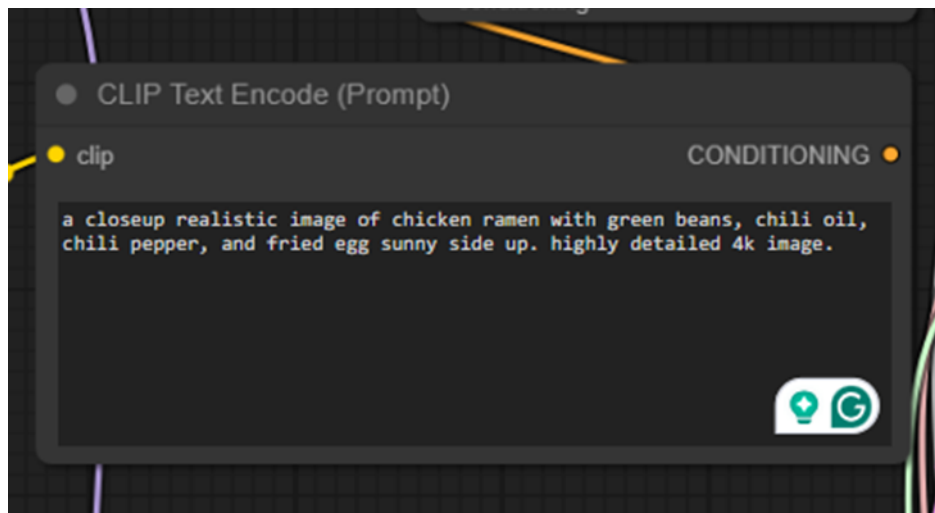 conditioning
CLIP Text Encode (Prompt)
clip
CONDITIONING
a closeup realistic image of chicken ramen with green beans, chili oil,
chili pepper, and fried egg sunny side up. highly detailed 4k image.